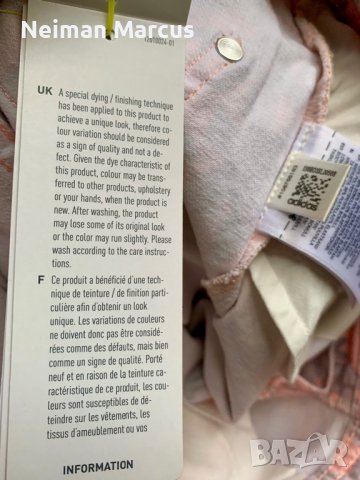 Neiman Marcus
12810024-01
UK A special dying / finishing technique
has been applied to this product to
achieve a unique look, therefore co-
lour variation should be considered
as a sign of quality and not a de-
fect. Given the dye characteristic of
this product, colour may be trans-
ferred to other products, upholstery
or your hands, when the product is
new. After washing, the product
may lose some of its original look
or the color may run slightly. Please
wash according to the care instruc-
tions.
F Ce produit a bénéficié d'une tech-
nique de teinture / de finition parti-
culière afin d'obtenir un look
unique. Les variations de couleurs
ne doivent donc pas être considé-
rées comme des défauts, mais bien
comme un signe de qualité. Porté
neuf et en raison de la teinture ca-
ractéristique de ce produit, les cou-
leurs sont susceptibles de dé-
teindre sur les vêtements, les
tissus d'ameublement ou vos
INFORMATION
adidas
BAZAR